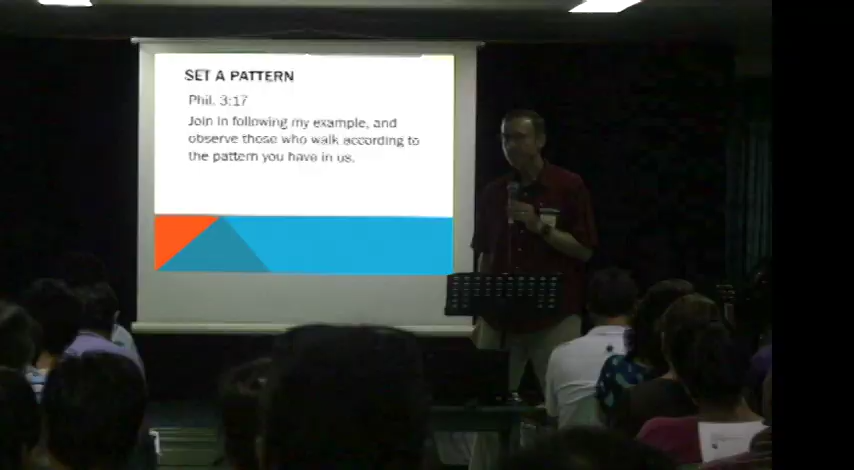 SET A PATTERN
Phil. 3:17
Join in following my example, and
observe those who walk according to
the pattern you have in us.